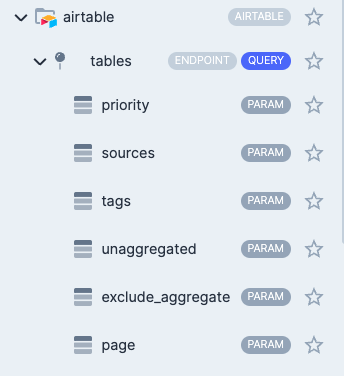 airtable AIRTABLE
tables ENDPOINT QUERY
priority PARAM
sources PARAM
tags PARAM
unaggregated PARAM
exclude_aggregate PARAM
page PARAM